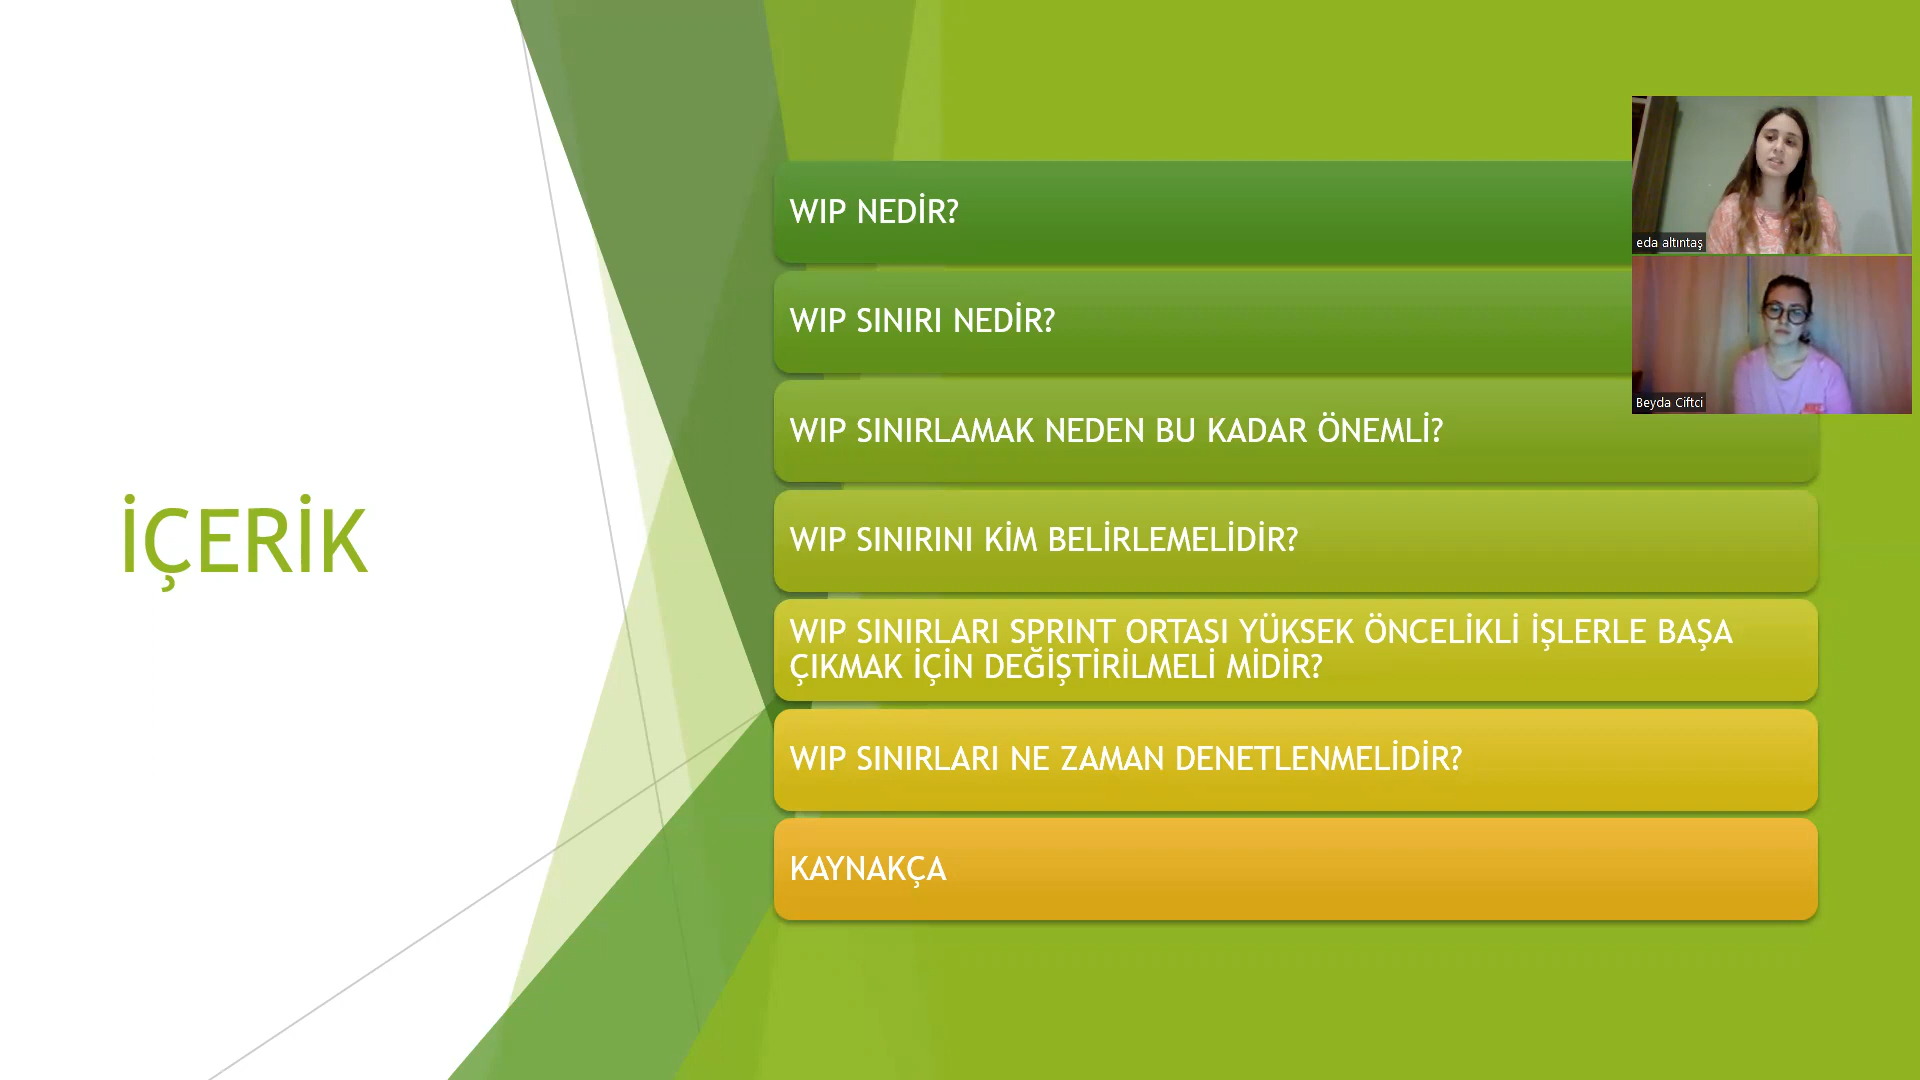 İÇERİK
WIP NEDİR?
WIP SINIRI NEDİR?
WIP SINIRLAMAK NEDEN BU KADAR ÖNEMLİ?
WIP SINIRINI KİM BELİRLEMELİDİR?
WIP SINIRLARI SPRINT ORTASI YÜKSEK ÖNCELİKLİ İŞLERLE BAŞA
ÇIKMAK İÇİN DEĞİŞTİRİLMELİ MİDİR?
WIP SINIRLARI NE ZAMAN DENETLENMELİDİR?
KAYNAKÇA
eda altıntaş
Beyda Ciftci